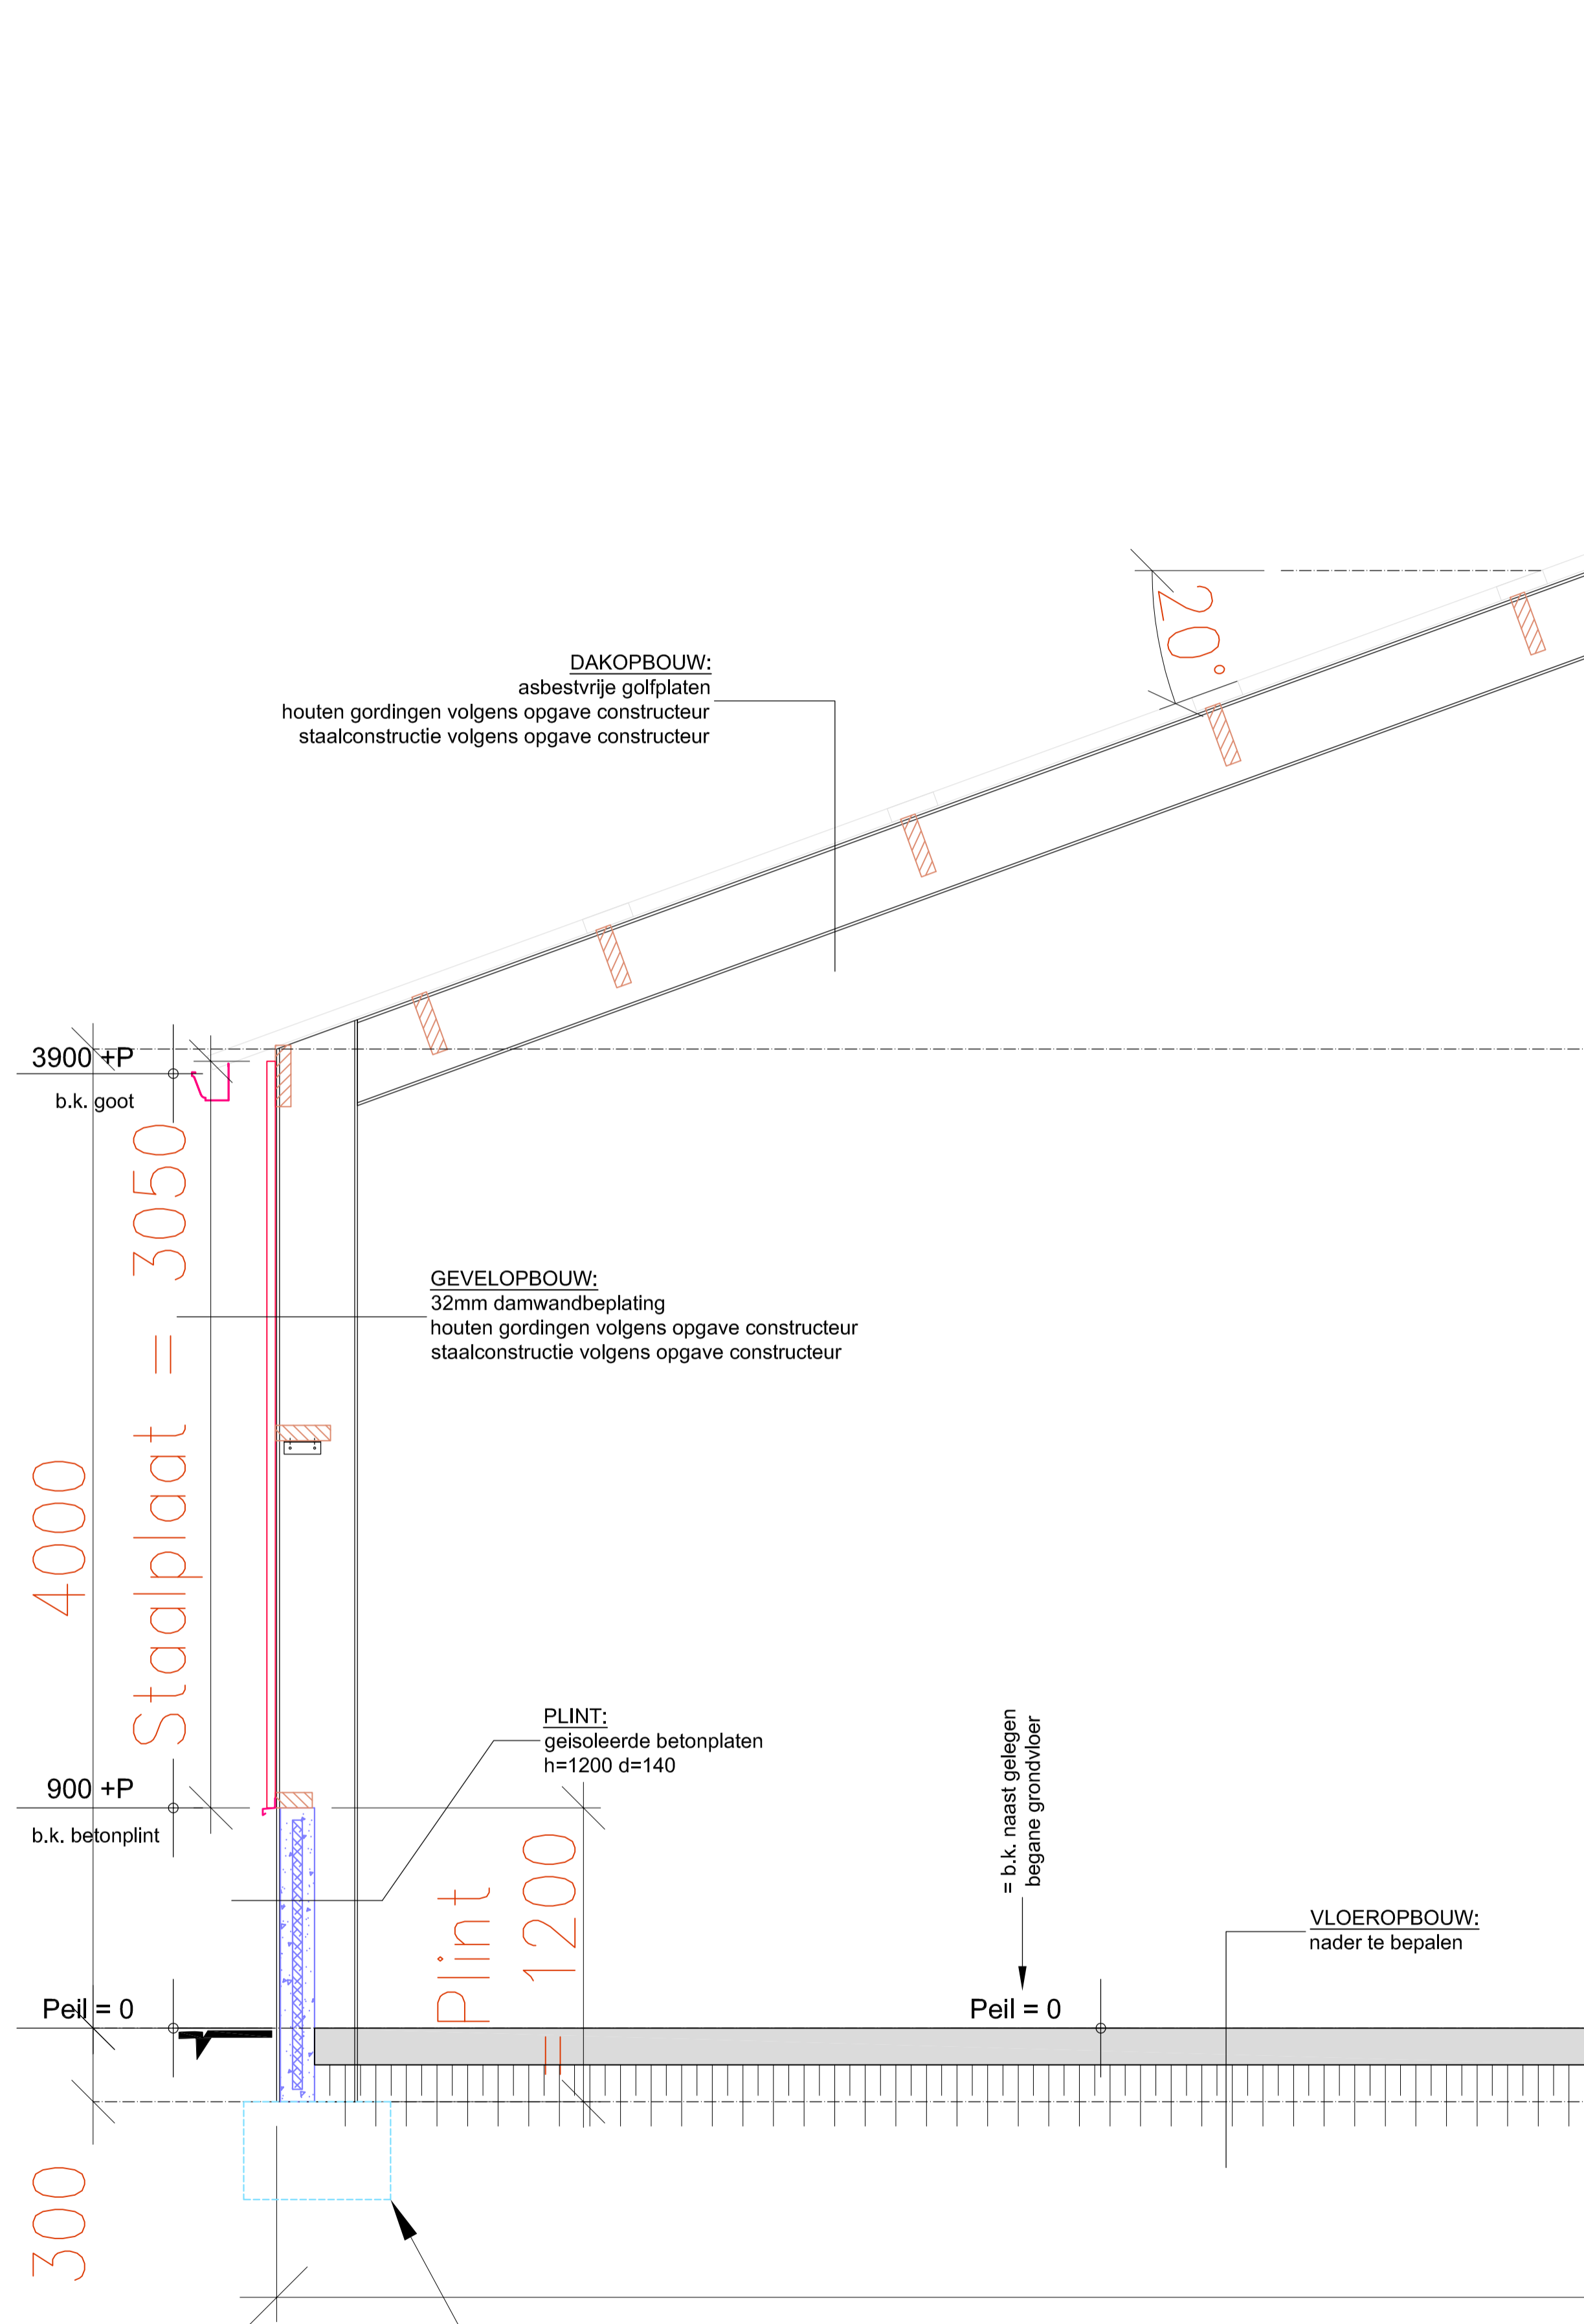 20°
DAKOPBOUW:
asbestvrije golfplaten
houten gordingen volgens opgave constructeur
staalconstructie volgens opgave constructeur
3900 +P
b.k. goot
Staalplaat = 3050
4000
GEVELOPBOUW:
32mm damwandbeplating
houten gordingen volgens opgave constructeur
staalconstructie volgens opgave constructeur
PLINT:
geisoleerde betonplaten
h=1200 d=140
900 +P
b.k. betonplint
Plint
= 1200
= b.k. naast gelegen
begane grondvloer
VLOEROPBOUW:
nader te bepalen
Peil = 0
Peil = 0
300